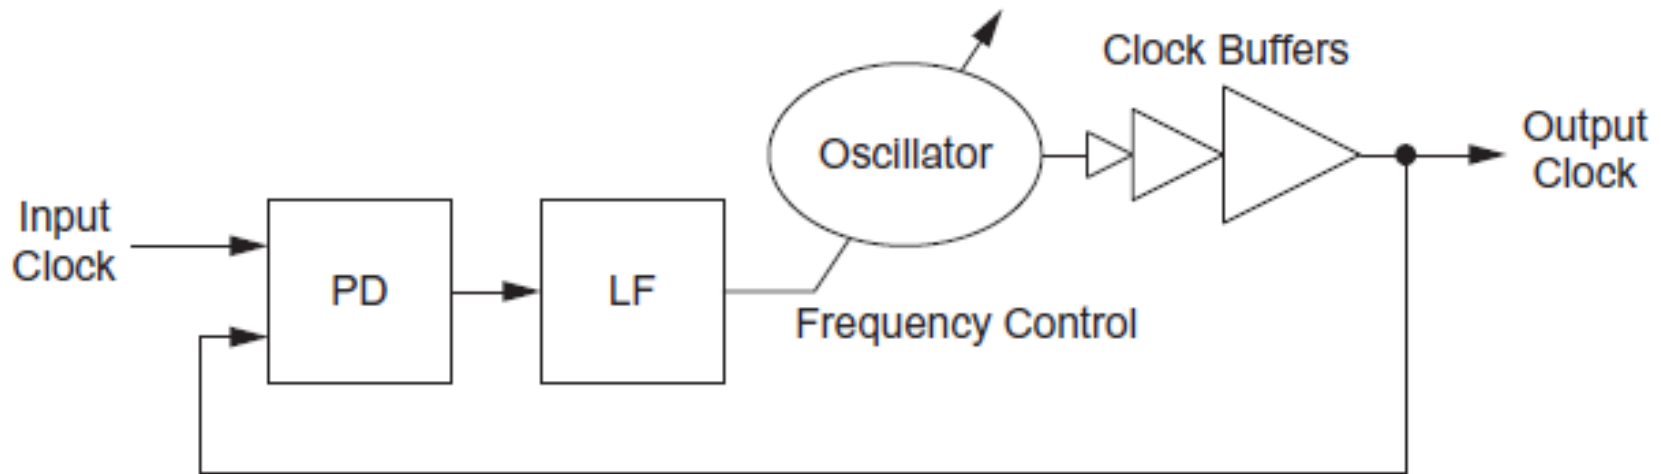 Input
Clock
PD
LF
Oscillator
Frequency Control
Clock Buffers
Output
Clock